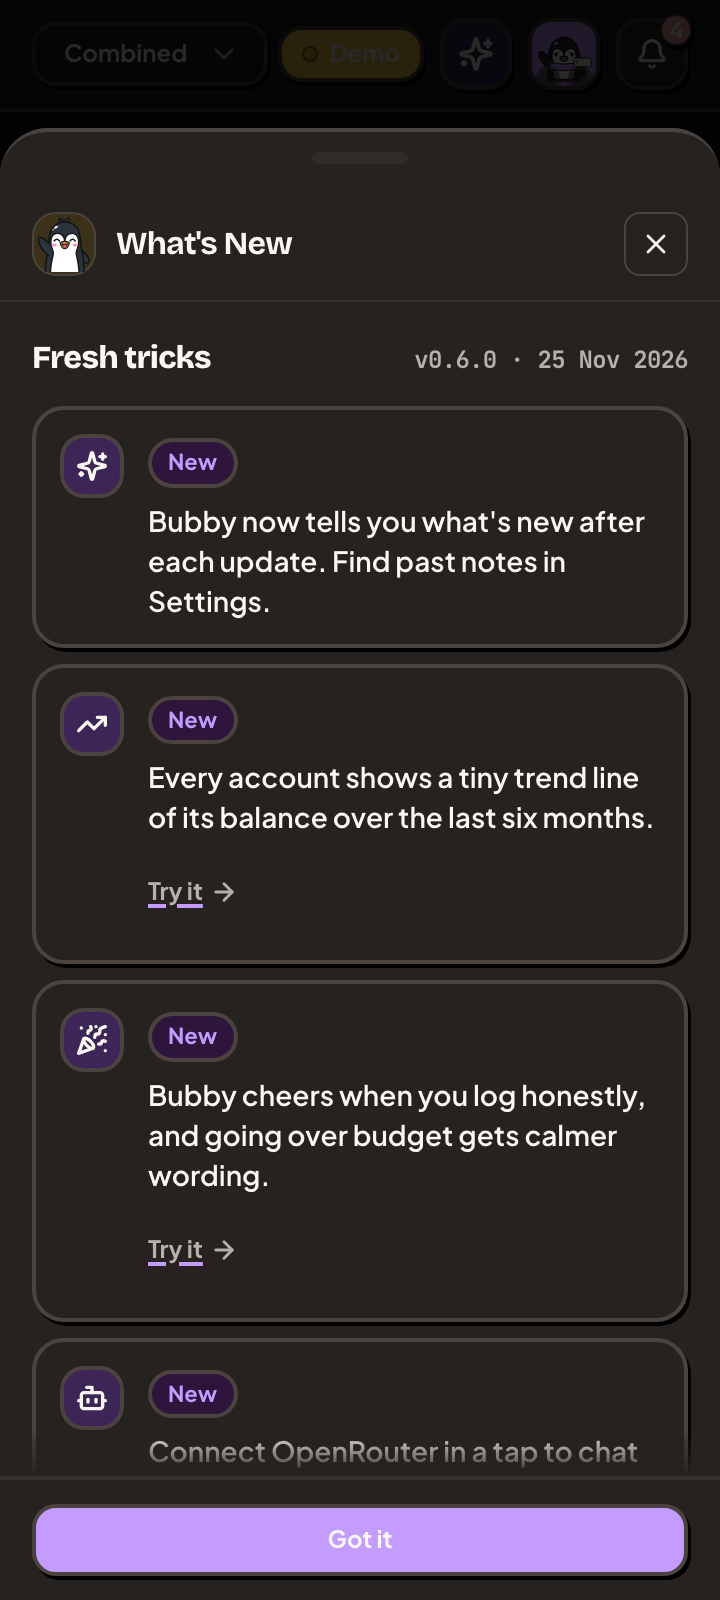 Combined
Demo
4
What's New
Fresh tricks
v0.6.0 · 25 Nov 2026
New
Bubby now tells you what's new after
each update. Find past notes in
Settings.
New
Every account shows a tiny trend line
of its balance over the last six months.
Try it →
New
Bubby cheers when you log honestly,
and going over budget gets calmer
wording.
Try it →
New
Connect OpenRouter in a tap to chat
Got it